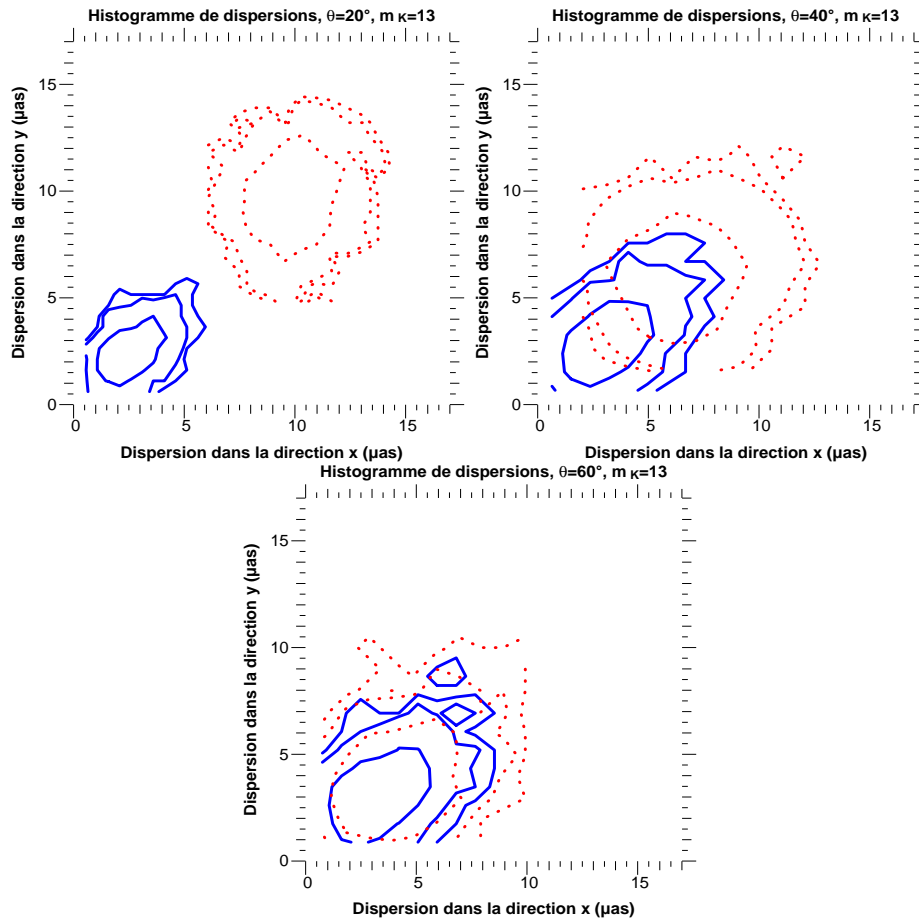 Histogramme de dispersions, θ=20°, m K=13
Dispersion dans la direction y (μas)
15
10
5
0
0 5 10 15
Dispersion dans la direction x (μas)
Histogramme de dispersions, θ=40°, m K=13
Dispersion dans la direction y (μas)
15
10
5
0
0 5 10 15
Dispersion dans la direction x (μas)
Histogramme de dispersions, θ=60°, m K=13
Dispersion dans la direction y (μas)
15
10
5
0
0 5 10 15
Dispersion dans la direction x (μas)